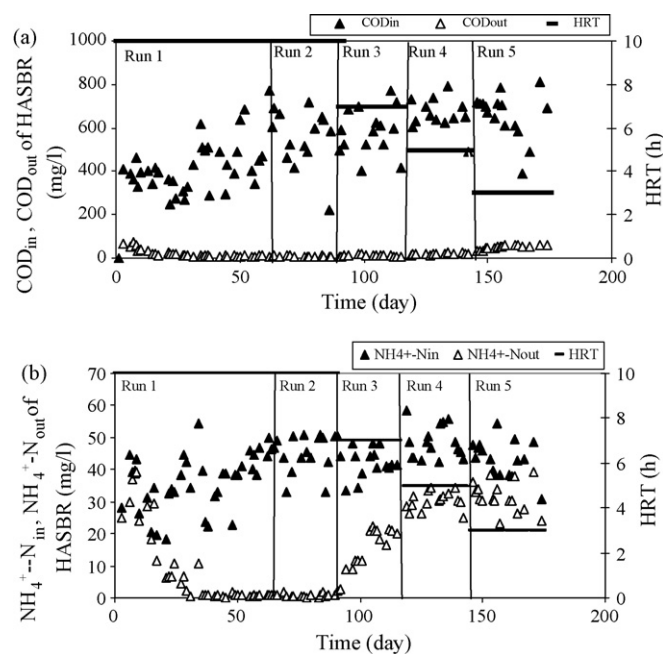 (a)
CODin CODout HRT
1000 10
Run 1 Run 2 Run 3 Run 4 Run 5
800 8
600 6
400 4
200 2
0 0
0 50 100 150 200
Time (day)
COD_in , COD_out of HASBR
(mg/l)
HRT (h)
(b)
NH4+-Nin NH4+-Nout HRT
70 10
Run 1 Run 2 Run 3 Run 4 Run 5
60
50 8
40 6
30 4
20
10 2
0 0
0 50 100 150 200
Time (day)
NH₄⁺--N_in, NH₄⁺-N_out of
HASBR (mg/l)
HRT (h)